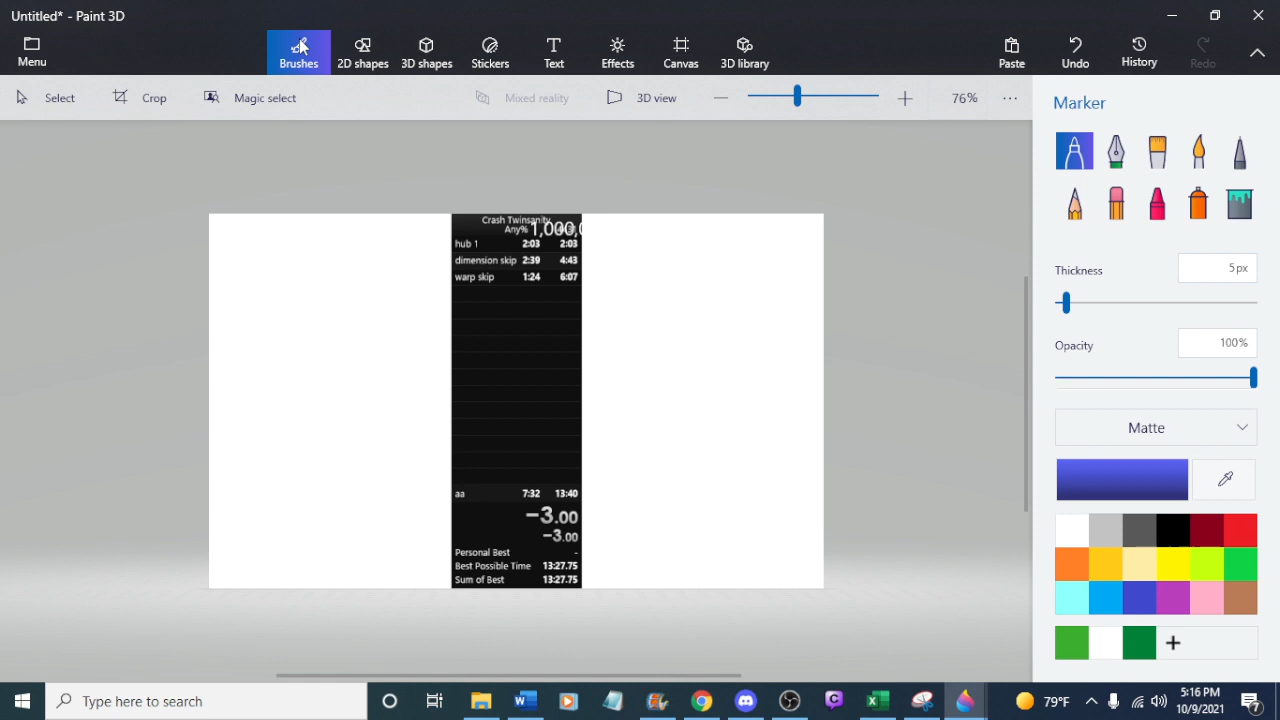 Untitled* - Paint 3D
Menu
Brushes
2D shapes
3D shapes
Stickers
Text
Effects
Canvas
3D library
Paste
Undo
History
Redo
Select
Crop
Magic select
Mixed reality
3D view
76%
Marker
Thickness
5px
Opacity
100%
Matte
Crash Twinsanity
Any%
1,000,0
hub 1 2:03 2:03
dimension skip 2:39 4:43
warp skip 1:24 6:07
aa 7:32 13:40
−3.00
−3.00
Personal Best -
Best Possible Time 13:27.75
Sum of Best 13:27.75
Type here to search
79°F
5:16 PM
10/9/2021
7